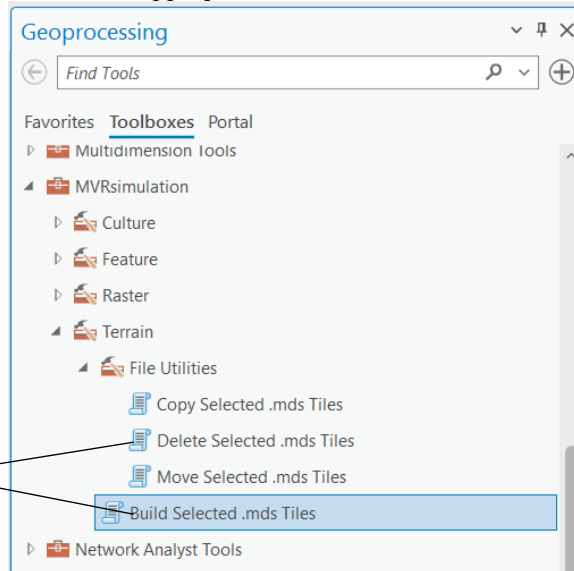 Geoprocessing
Find Tools
Favorites Toolboxes Portal
Multidimension Tools
MVRsimulation
Culture
Feature
Raster
Terrain
File Utilities
Copy Selected .mds Tiles
Delete Selected .mds Tiles
Move Selected .mds Tiles
Build Selected .mds Tiles
Network Analyst Tools